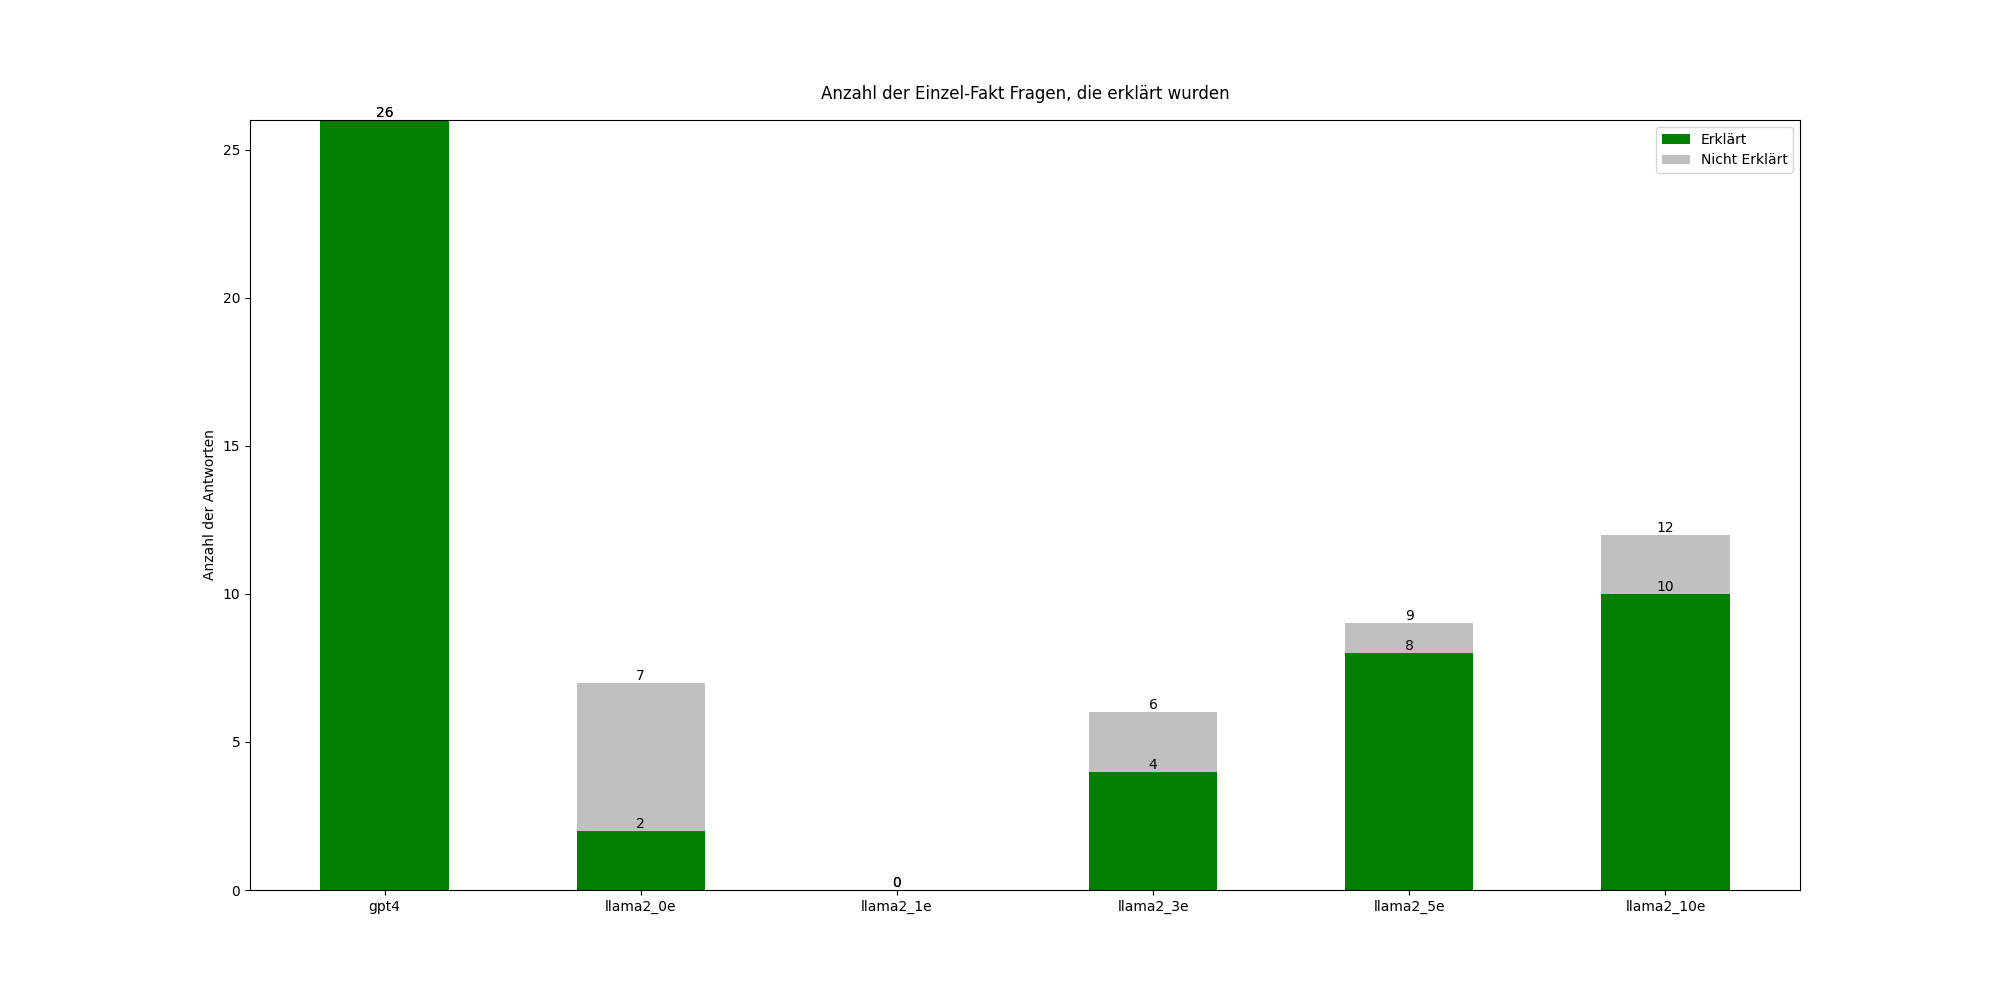 Anzahl der Einzel-Fakt Fragen, die erklärt wurden
Erklärt
Nicht Erklärt
Anzahl der Antworten
25
20
15
10
5
0
26
7
2
0
6
4
9
8
12
10
gpt4
llama2_0e
llama2_1e
llama2_3e
llama2_5e
llama2_10e